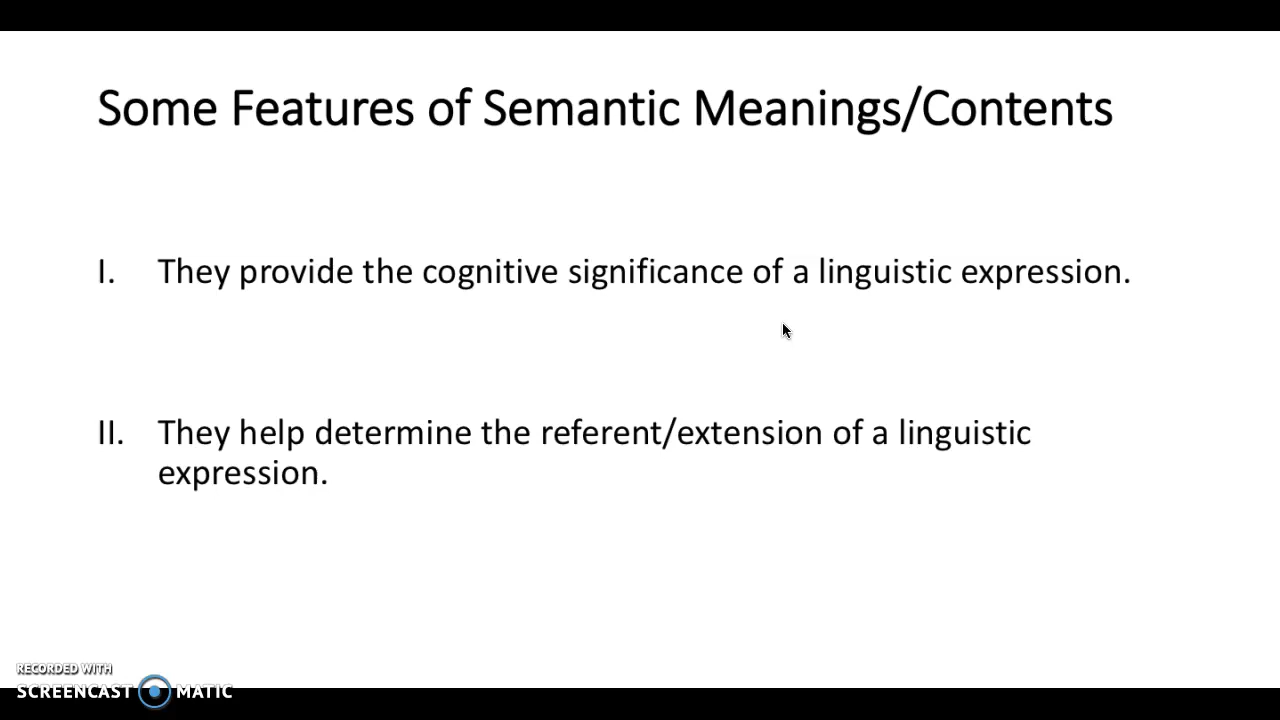 Some Features of Semantic Meanings/Contents
I. They provide the cognitive significance of a linguistic expression.
II. They help determine the referent/extension of a linguistic
expression.
RECORDED WITH
SCREENCAST MATIC